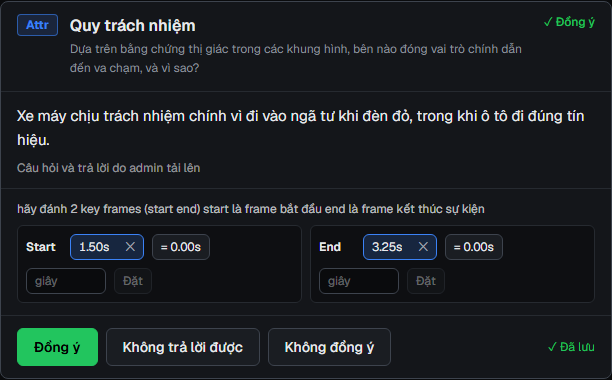 Attr Quy trách nhiệm ✓ Đồng ý
Dựa trên bằng chứng thị giác trong các khung hình, bên nào đóng vai trò chính dẫn
đến va chạm, và vì sao?
Xe máy chịu trách nhiệm chính vì đi vào ngã tư khi đèn đỏ, trong khi ô tô đi đúng tín
hiệu.
Câu hỏi và trả lời do admin tải lên
hãy đánh 2 key frames (start end) start là frame bắt đầu end là frame kết thúc sự kiện
Start 1.50s × = 0.00s
giây Đặt
End 3.25s × = 0.00s
giây Đặt
Đồng ý Không trả lời được Không đồng ý ✓ Đã lưu